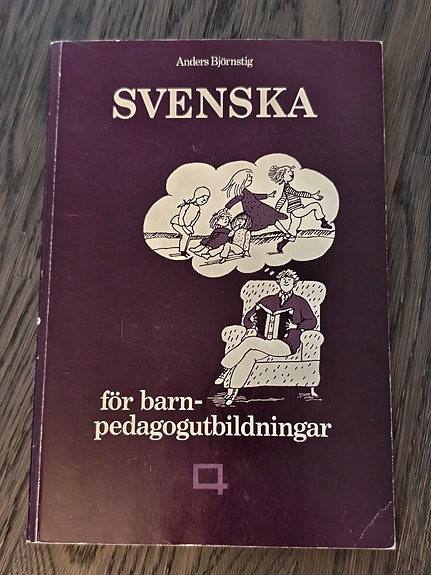 Anders Björnstig
SVENSKA
för barn-
pedagogutbildningar